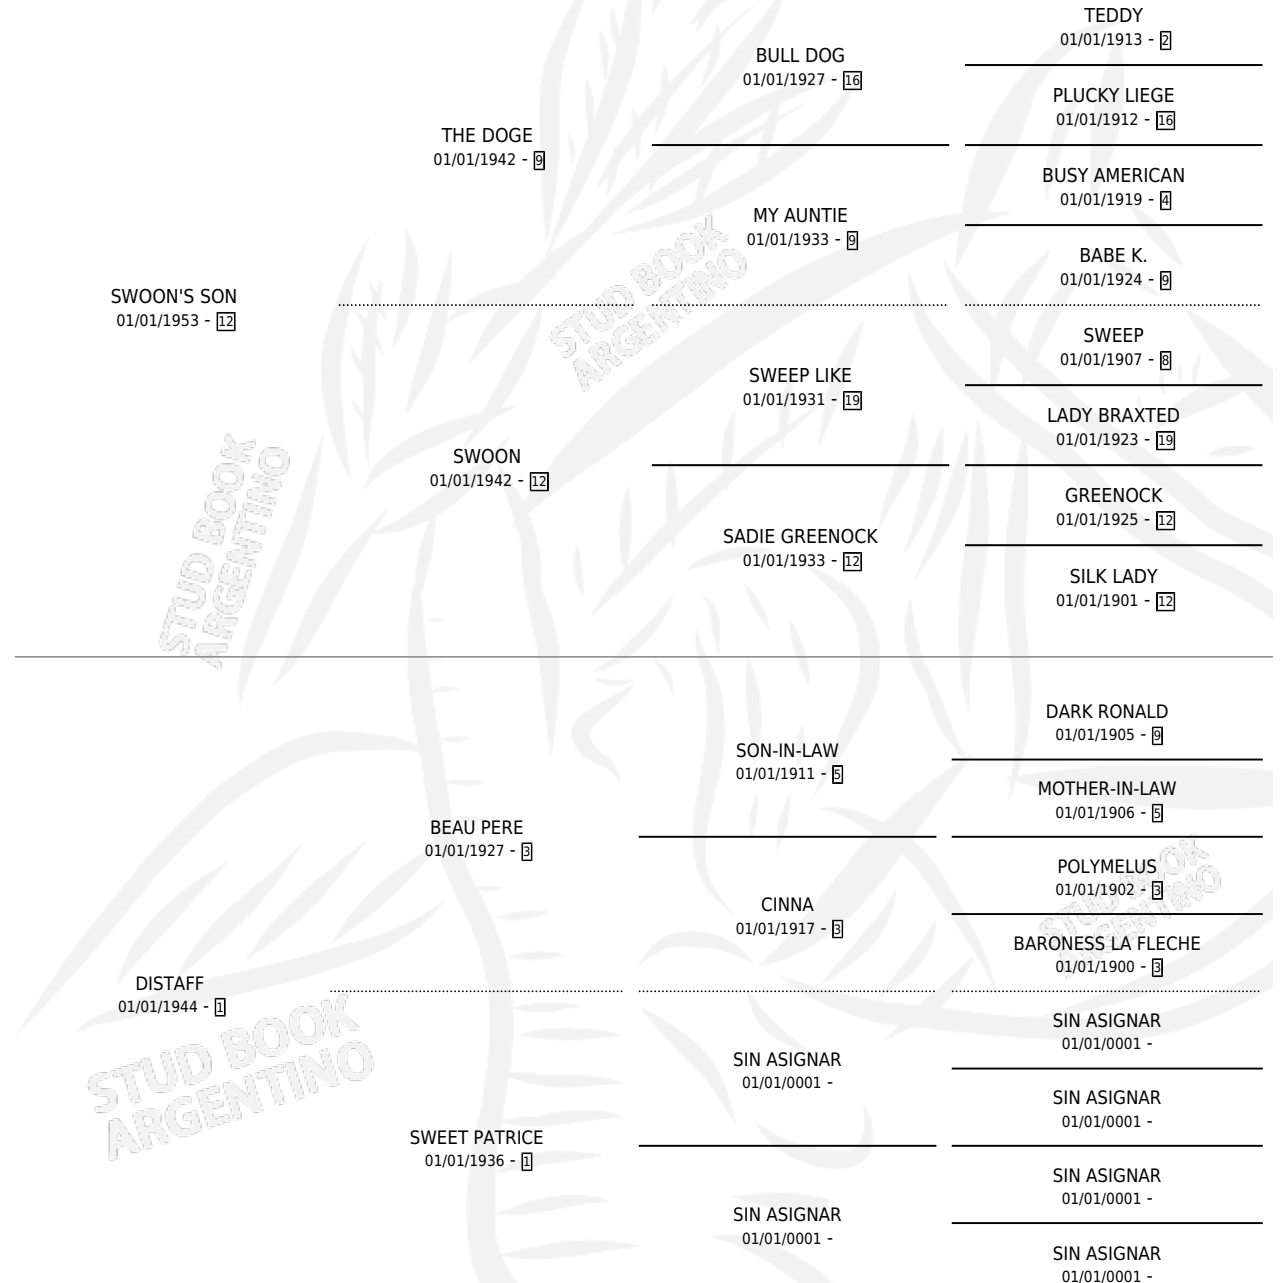 TEDDY
01/01/1913 - 2
BULL DOG
01/01/1927 - 16
PLUCKY LIEGE
01/01/1912 - 16
THE DOGE
01/01/1942 - 9
BUSY AMERICAN
01/01/1919 - 4
MY AUNTIE
01/01/1933 - 9
BABE K.
01/01/1924 - 9
SWOON'S SON
01/01/1953 - 12
SWEEP
01/01/1907 - 8
SWEEP LIKE
01/01/1931 - 19
LADY BRAXTED
01/01/1923 - 19
SWOON
01/01/1942 - 12
GREENOCK
01/01/1925 - 12
SADIE GREENOCK
01/01/1933 - 12
SILK LADY
01/01/1901 - 12
DARK RONALD
01/01/1905 - 9
SON-IN-LAW
01/01/1911 - 5
MOTHER-IN-LAW
01/01/1906 - 5
BEAU PERE
01/01/1927 - 3
POLYMELUS
01/01/1902 - 3
CINNA
01/01/1917 - 3
BARONESS LA FLECHE
01/01/1900 - 3
DISTAFF
01/01/1944 - 1
SIN ASIGNAR
01/01/0001 -
SIN ASIGNAR
01/01/0001 -
SIN ASIGNAR
01/01/0001 -
SWEET PATRICE
01/01/1936 - 1
SIN ASIGNAR
01/01/0001 -
SIN ASIGNAR
01/01/0001 -
SIN ASIGNAR
01/01/0001 -
STUD BOOK
ARGENTINO
STUD BOOK
ARGENTINO
STUD BOOK
ARGENTINO
STUD BOOK
ARGENTINO